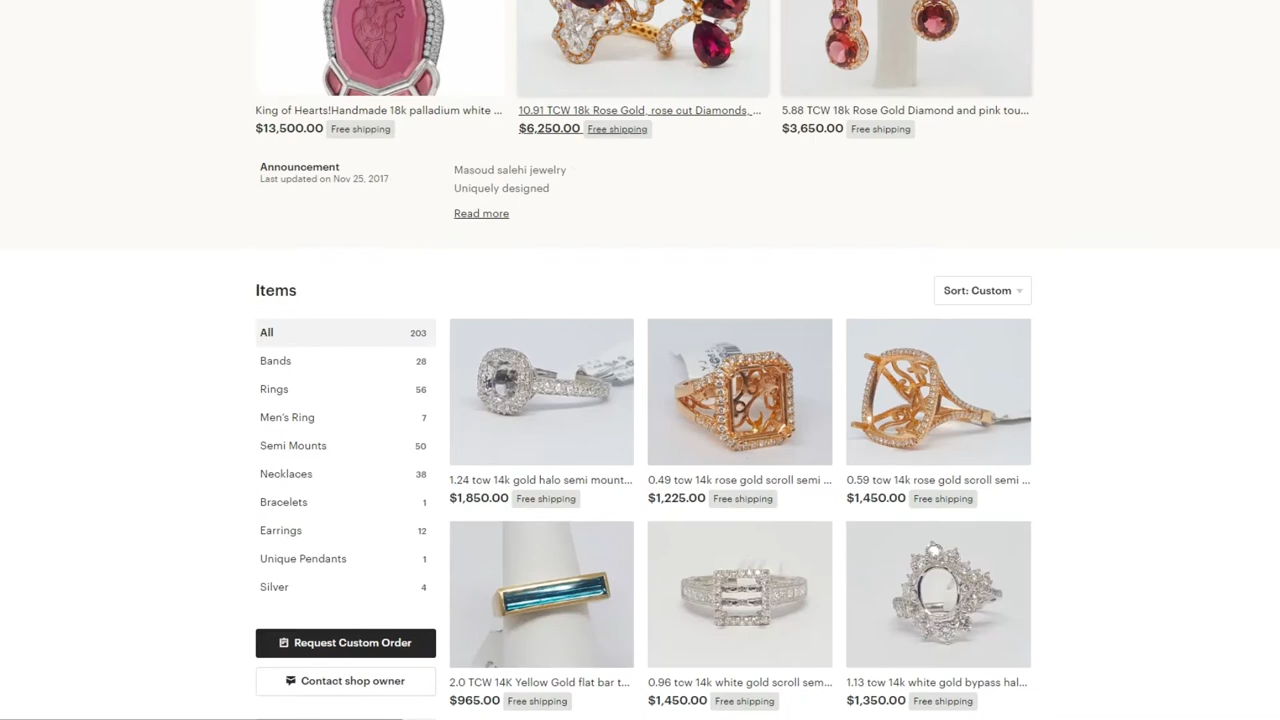 King of Hearts!Handmade 18k palladium white ...
$13,500.00 Free shipping
10.91 TCW 18k Rose Gold, rose cut Diamonds, ...
$6,250.00 Free shipping
5.88 TCW 18k Rose Gold Diamond and pink tou...
$3,650.00 Free shipping
Announcement
Last updated on Nov 25, 2017
Masoud salehi jewelry
Uniquely designed
Read more
Items
Sort: Custom
All 203
Bands 28
Rings 56
Men's Ring 7
Semi Mounts 50
Necklaces 38
Bracelets 1
Earrings 12
Unique Pendants 1
Silver 4
Request Custom Order
Contact shop owner
1.24 tcw 14k gold halo semi mount...
$1,850.00 Free shipping
0.49 tcw 14k rose gold scroll semi ...
$1,225.00 Free shipping
0.59 tcw 14k rose gold scroll semi ...
$1,450.00 Free shipping
2.0 TCW 14K Yellow Gold flat bar t...
$965.00 Free shipping
0.96 tcw 14k white gold scroll sem...
$1,450.00 Free shipping
1.13 tcw 14k white gold bypass hal...
$1,350.00 Free shipping